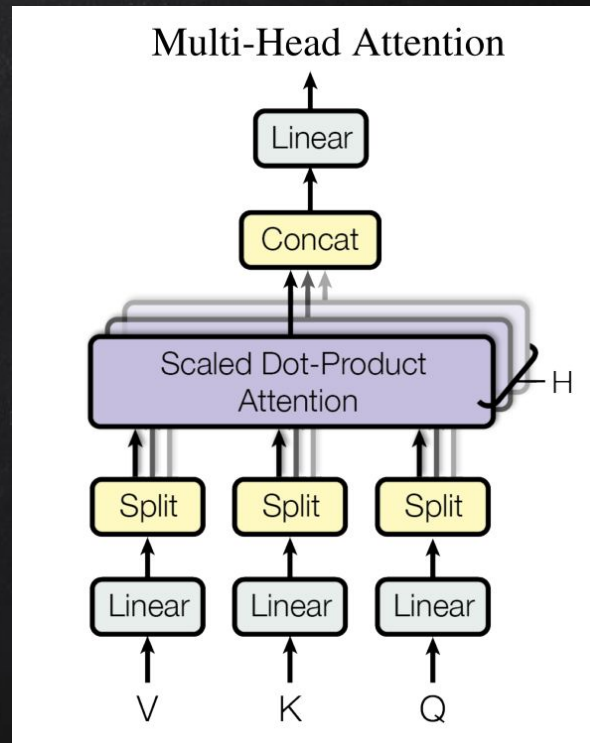 Multi-Head Attention
Linear
Concat
Scaled Dot-Product
Attention
H
Split Split Split
Linear Linear Linear
V K Q